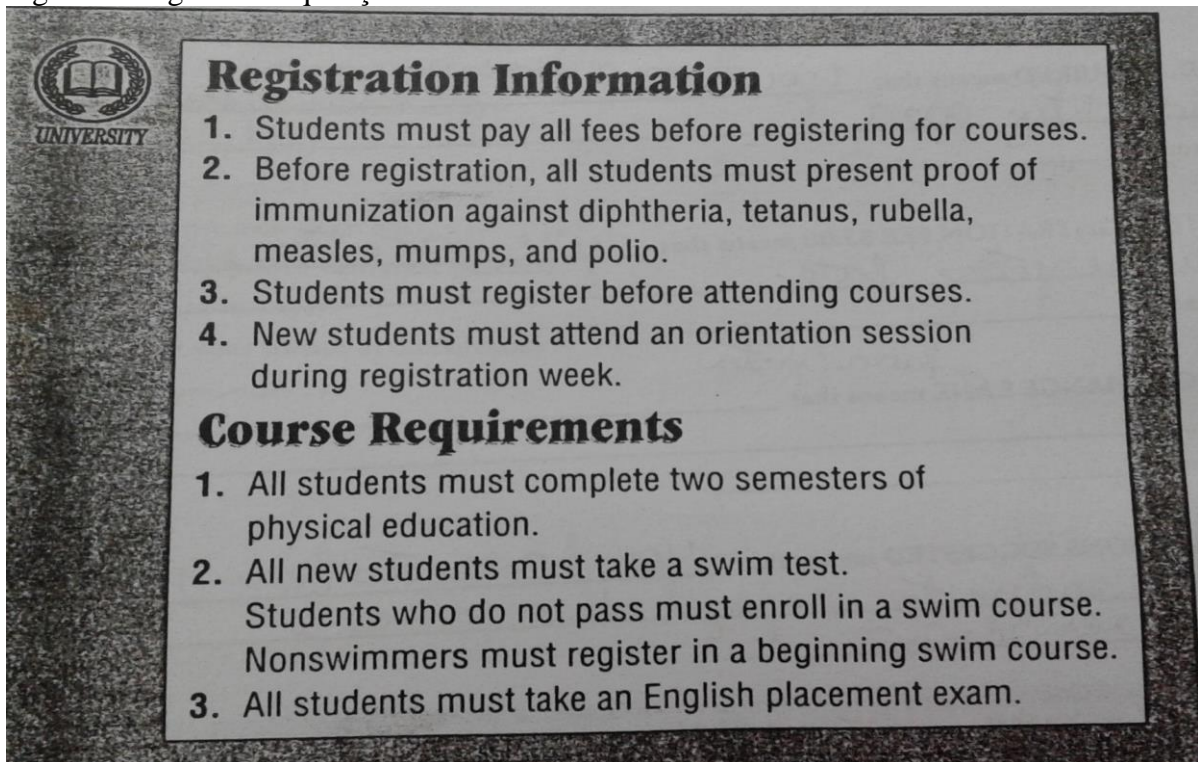 UNIVERSITY
Registration Information
1. Students must pay all fees before registering for courses.
2. Before registration, all students must present proof of
immunization against diphtheria, tetanus, rubella,
measles, mumps, and polio.
3. Students must register before attending courses.
4. New students must attend an orientation session
during registration week.
Course Requirements
1. All students must complete two semesters of
physical education.
2. All new students must take a swim test.
Students who do not pass must enroll in a swim course.
Nonswimmers must register in a beginning swim course.
3. All students must take an English placement exam.